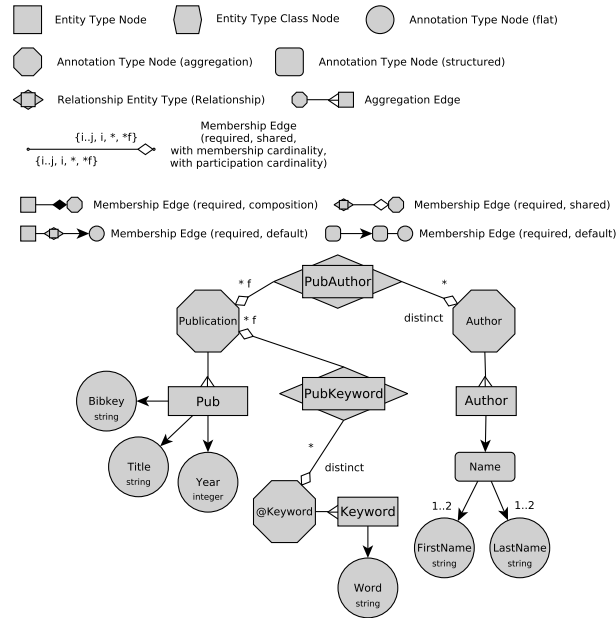 Entity Type Node
Entity Type Class Node
Annotation Type Node (flat)
Annotation Type Node (aggregation)
Annotation Type Node (structured)
Relationship Entity Type (Relationship)
Aggregation Edge
{i..j, i, *, *f}
{i..j, i, *, *f}
Membership Edge
(required, shared,
with membership cardinality,
with participation cardinality)
Membership Edge (required, composition)
Membership Edge (required, shared)
Membership Edge (required, default)
Membership Edge (required, default)
PubAuthor
* f
*
Publication
* f
distinct
Author
PubKeyword
Bibkey
string
Pub
Author
Title
string
Year
integer
*
distinct
Name
@Keyword
Keyword
1..2
1..2
FirstName
string
LastName
string
Word
string